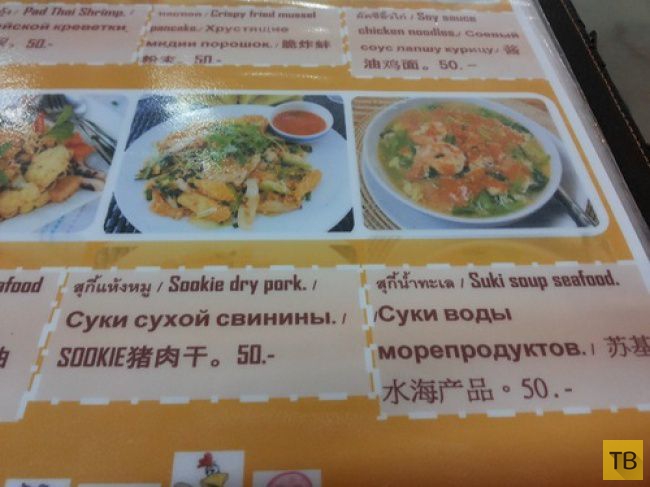 . / Pad Thai Shrimp. /
йской креветки.
. 50.-
/ Crispy fried mussel
pancake. / Хрустящие
мидии порошок. / 脆炸蚌
50.-
/ Soy sauce
chicken noodles. / Соевый
соус лапшу курицу / 酱
油鸡面。50.-
afood
油
สุกี้แห้งหมู / Sookie dry pork. /
Суки сухой свинины. /
SOOKIE猪肉干。50.-
สุกี้น้ำทะเล / Suki soup seafood.
/Суки воды
морепродуктов. / 苏基
水海产品。50.-
TB